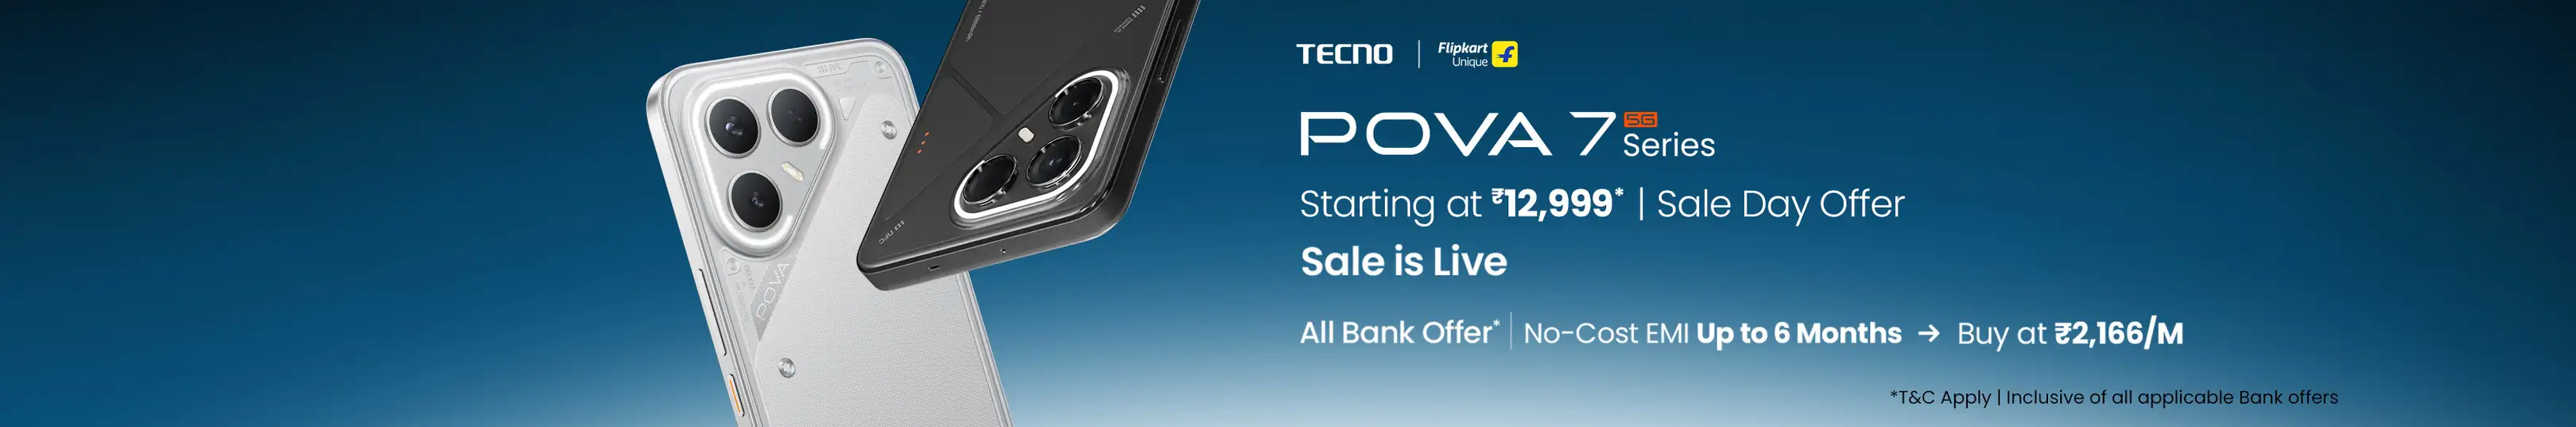 TECNO | Flipkart Unique
POVA 7 5G Series
Starting at ₹12,999* | Sale Day Offer
Sale is Live
All Bank Offer* | No-Cost EMI Up to 6 Months → Buy at ₹2,166/M
*T&C Apply | Inclusive of all applicable Bank offers
POVA
NFC